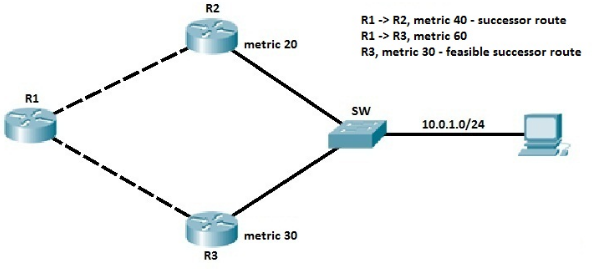 R2
R1 -> R2, metric 40 - successor route
R1 -> R3, metric 60
R3, metric 30 - feasible successor route
metric 20
R1
SW
10.0.1.0/24
metric 30
R3